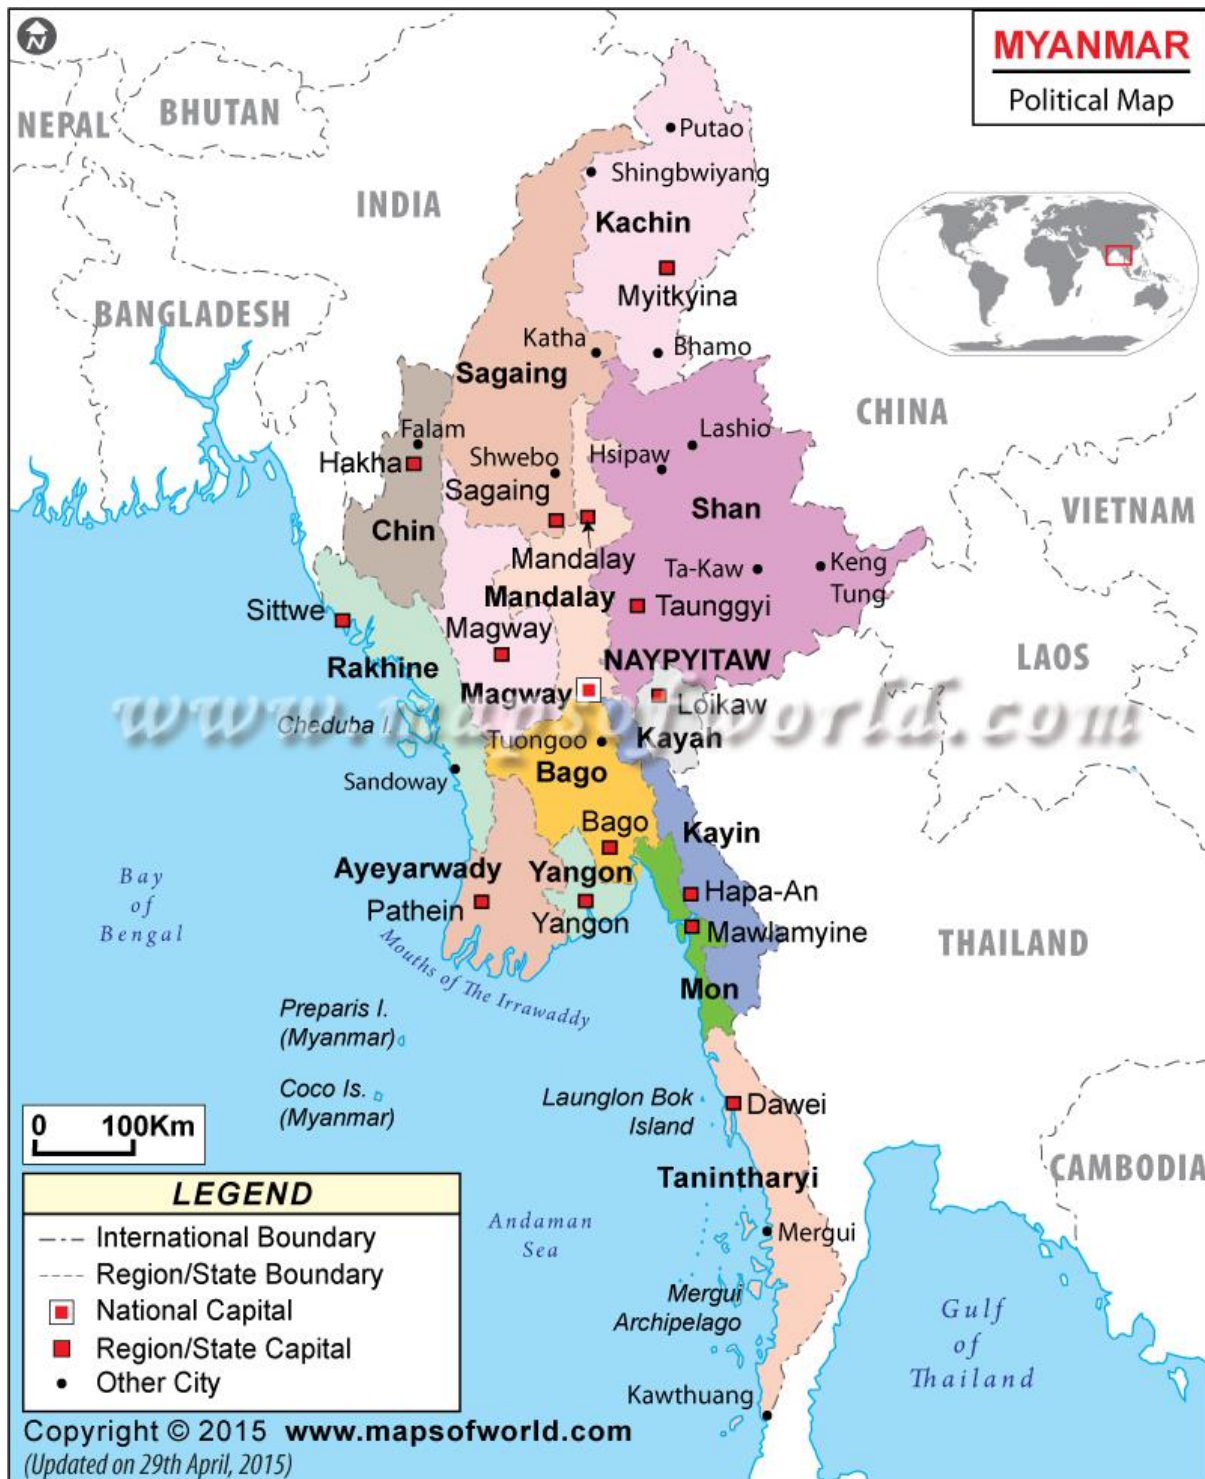 N
MYANMAR
Political Map
NEPAL
BHUTAN
INDIA
BANGLADESH
CHINA
VIETNAM
LAOS
THAILAND
CAMBODIA
Putao
Shingbwiyang
Kachin
Myitkyina
Katha
Bhamo
Sagaing
Falam
Hakha
Shwebo
Sagaing
Hsipaw
Lashio
Shan
Chin
Mandalay
Mandalay
Ta-Kaw
Keng
Tung
Taunggyi
Sittwe
Magway
Rakhine
NAYPYITAW
Magway
Loikaw
www.mapsofworld.com
Cheduba I.
Tuongoo
Kayah
Bago
Sandoway
Bago
Kayin
Ayeyarwady
Yangon
Hapa-An
Pathein
Yangon
Mawlamyine
Bay
of
Bengal
Mouths of The Irrawaddy
Mon
Preparis I.
(Myanmar)
Coco Is.
(Myanmar)
Launglon Bok
Island
Dawei
Tanintharyi
Andaman
Sea
Mergui
Mergui
Archipelago
Gulf
of
Thailand
Kawthuang
0 100Km
LEGEND
International Boundary
Region/State Boundary
National Capital
Region/State Capital
Other City
Copyright © 2015 www.mapsofworld.com
(Updated on 29th April, 2015)